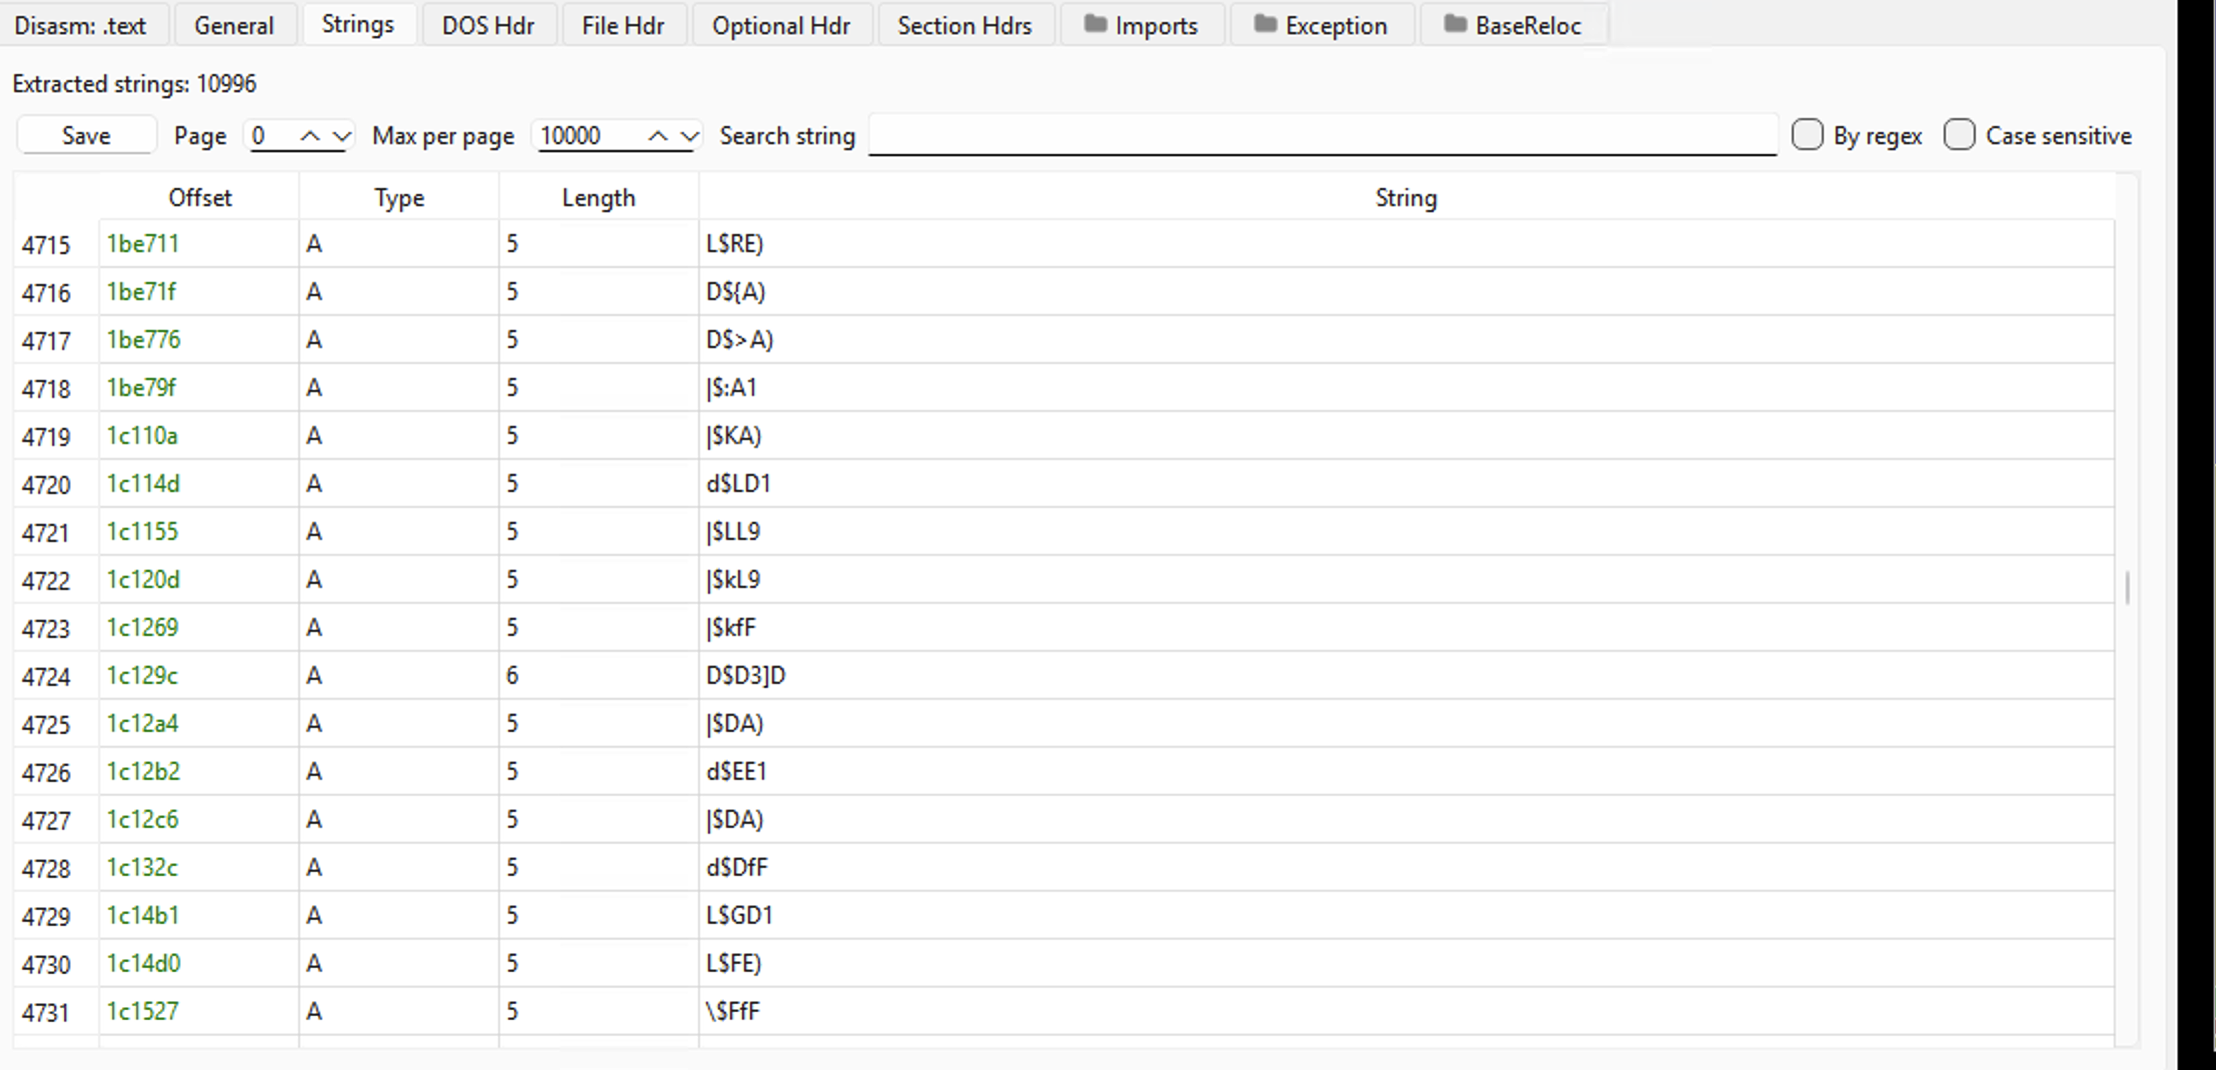 Disasm: .text General Strings DOS Hdr File Hdr Optional Hdr Section Hdrs Imports Exception BaseReloc
Extracted strings: 10996
Save Page 0 Max per page 10000 Search string By regex Case sensitive
Offset Type Length String
4715 1be711 A 5 L$RE)
4716 1be71f A 5 D${A)
4717 1be776 A 5 D$>A)
4718 1be79f A 5 |$:A1
4719 1c110a A 5 |$KA)
4720 1c114d A 5 d$LD1
4721 1c1155 A 5 |$LL9
4722 1c120d A 5 |$kL9
4723 1c1269 A 5 |$kfF
4724 1c129c A 6 D$D3]D
4725 1c12a4 A 5 |$DA)
4726 1c12b2 A 5 d$EE1
4727 1c12c6 A 5 |$DA)
4728 1c132c A 5 d$DfF
4729 1c14b1 A 5 L$GD1
4730 1c14d0 A 5 L$FE)
4731 1c1527 A 5 \$FfF